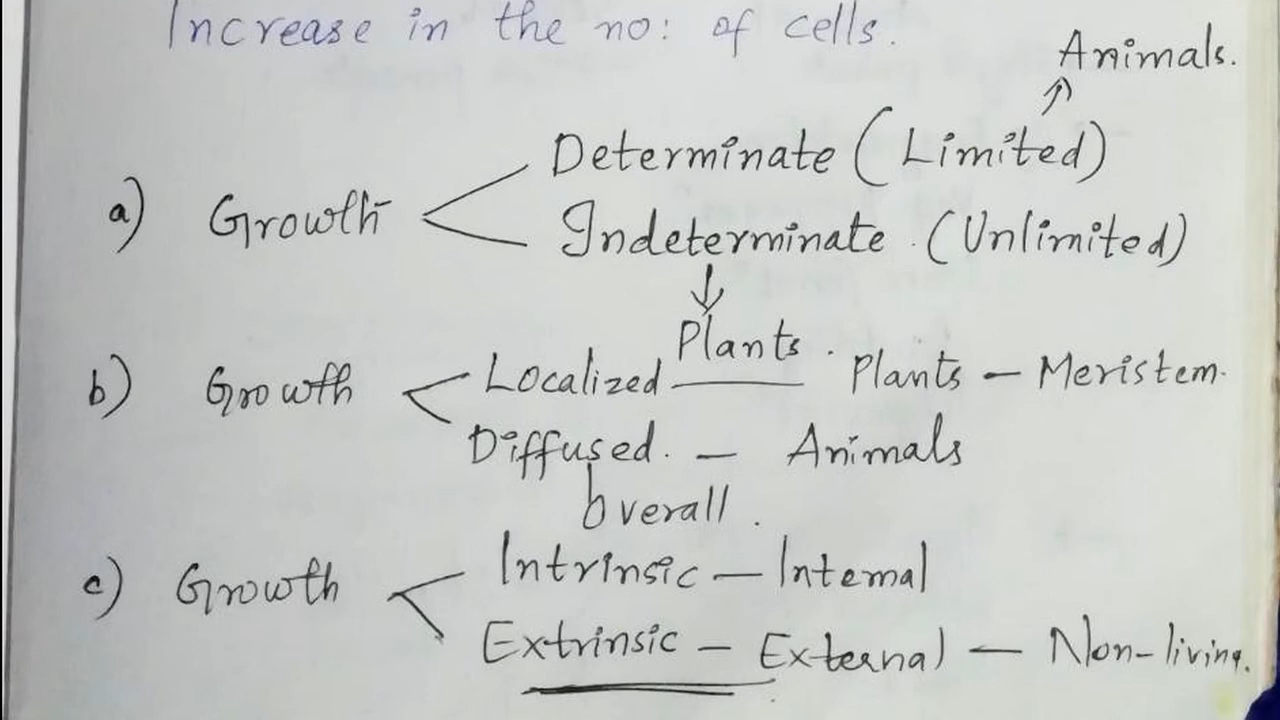 Increase in the no: of cells.
Animals.
Determinate (Limited)
a) Growth
Indeterminate. (Unlimited)
Plants.
b) Growth Localized — Plants — Meristem.
Diffused. — Animals
Overall.
c) Growth Intrinsic — Internal
Extrinsic — External — Non-living.